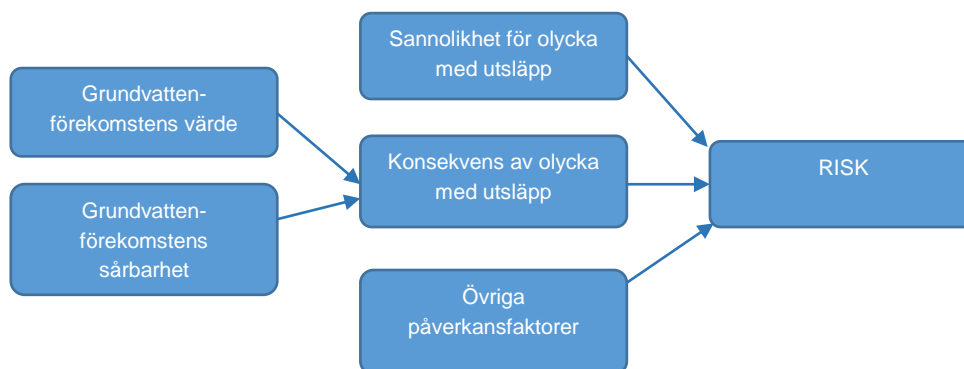 Grundvatten-
förekomstens värde
Grundvatten-
förekomstens
sårbarhet
Sannolikhet för olycka
med utsläpp
Konsekvens av olycka
med utsläpp
Övriga
påverkansfaktorer
RISK